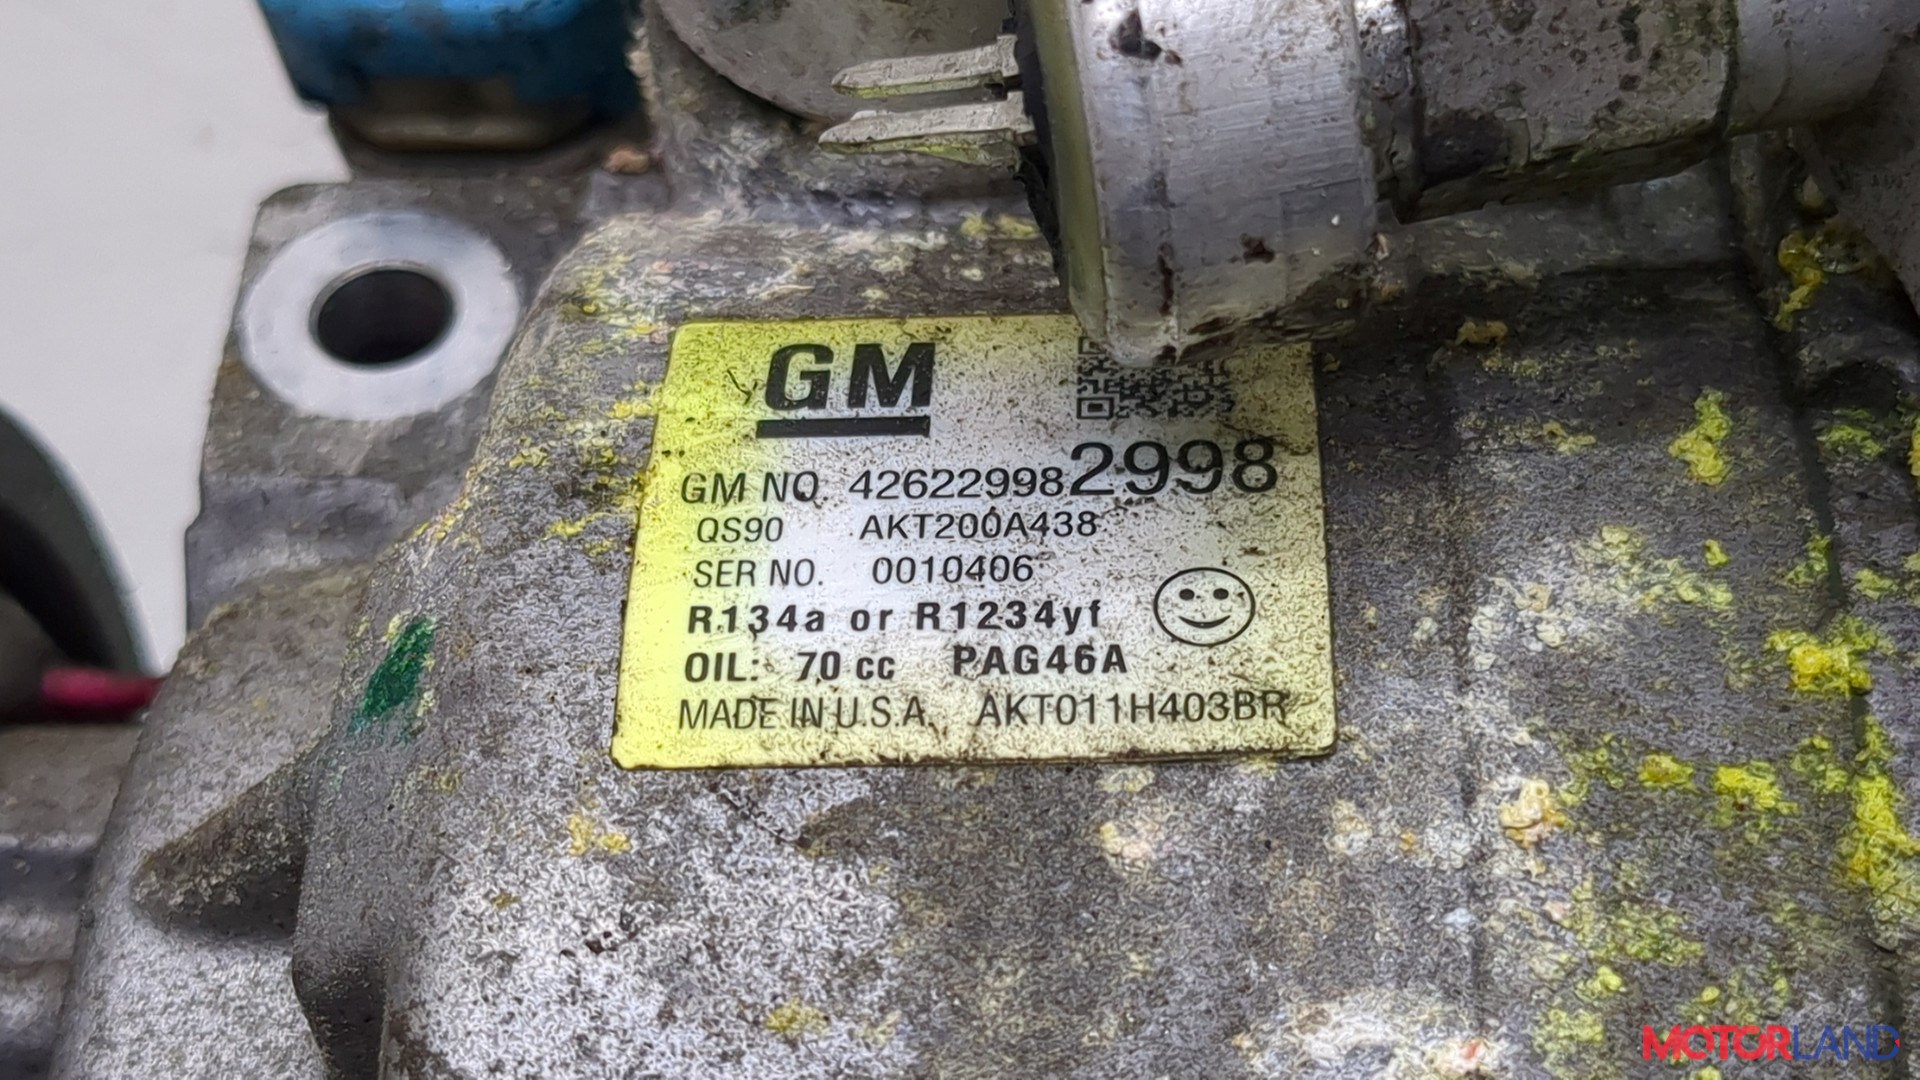 GM
GM NO. 42622998 2998
QS90 AKT200A438
SER NO. 0010406
R134a or R1234yf
OIL: 70 cc PAG46A
MADE IN U.S.A. AKT011H403BR
MOTORLAND